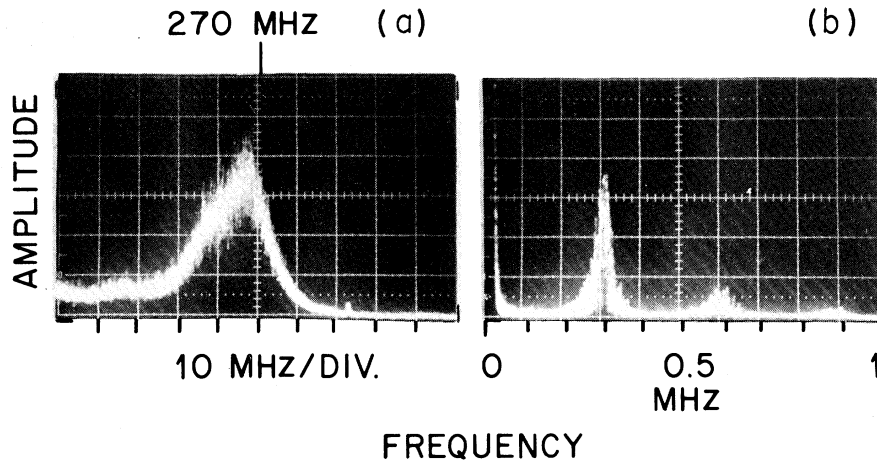 270 MHZ (a)
(b)
AMPLITUDE
10 MHZ/DIV.
0 0.5 1
MHZ
FREQUENCY